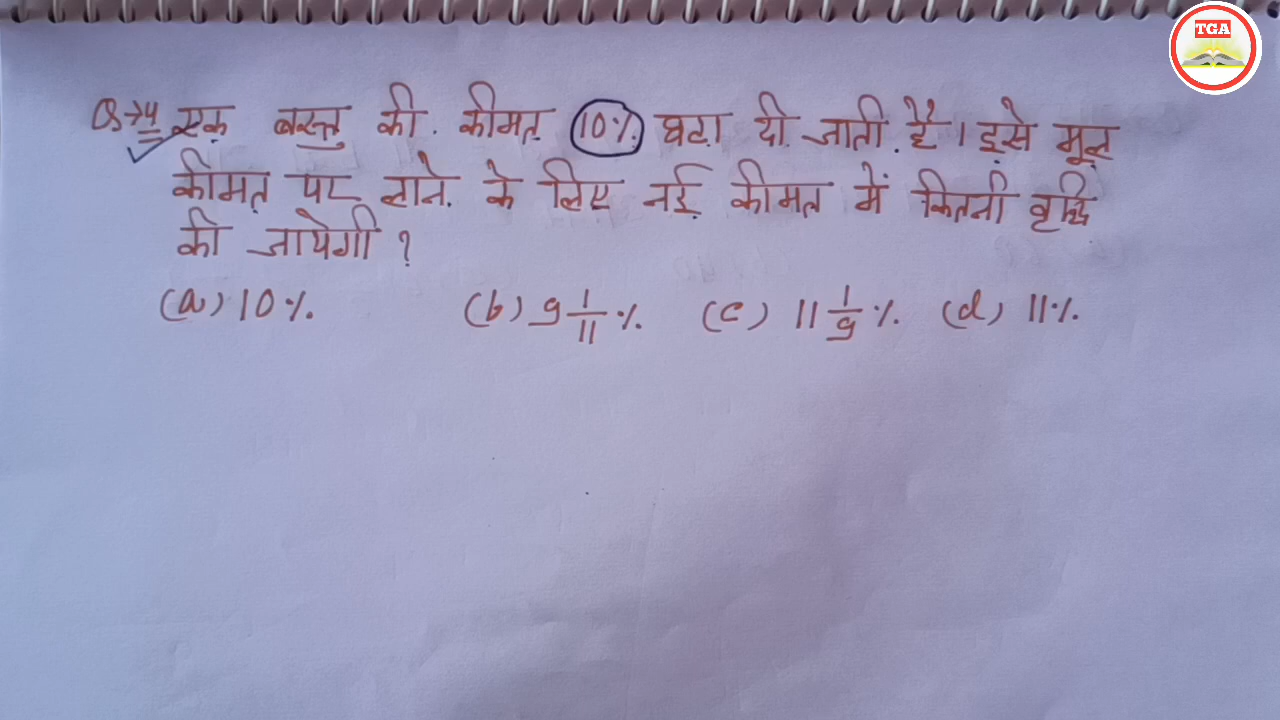 TGA
Q→4 एक वस्तु की कीमत 10% घटा दी जाती है। इसे मूल
कीमत पर लाने के लिए नई कीमत में कितनी वृद्धि
की जायेगी ?
(a) 10% (b) 9 1/11 % (c) 11 1/9 % (d) 11%